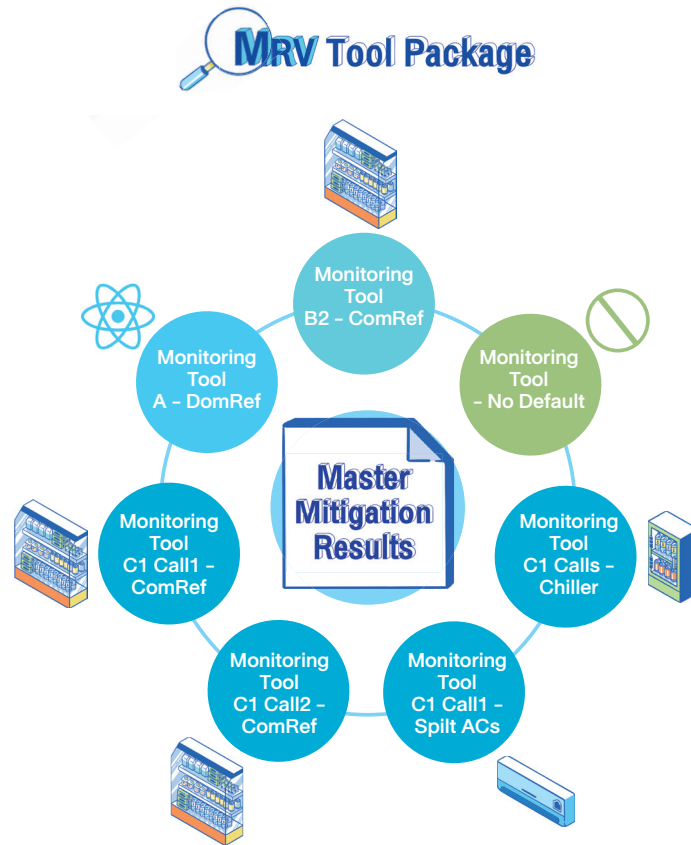 MRV Tool Package
Monitoring
Tool
B2 – ComRef
Monitoring
Tool
A – DomRef
Monitoring
Tool
– No Default
Master
Mitigation
Results
Monitoring
Tool
C1 Call1 –
ComRef
Monitoring
Tool
C1 Calls –
Chiller
Monitoring
Tool
C1 Call2 –
ComRef
Monitoring
Tool
C1 Call1 –
Spilt ACs